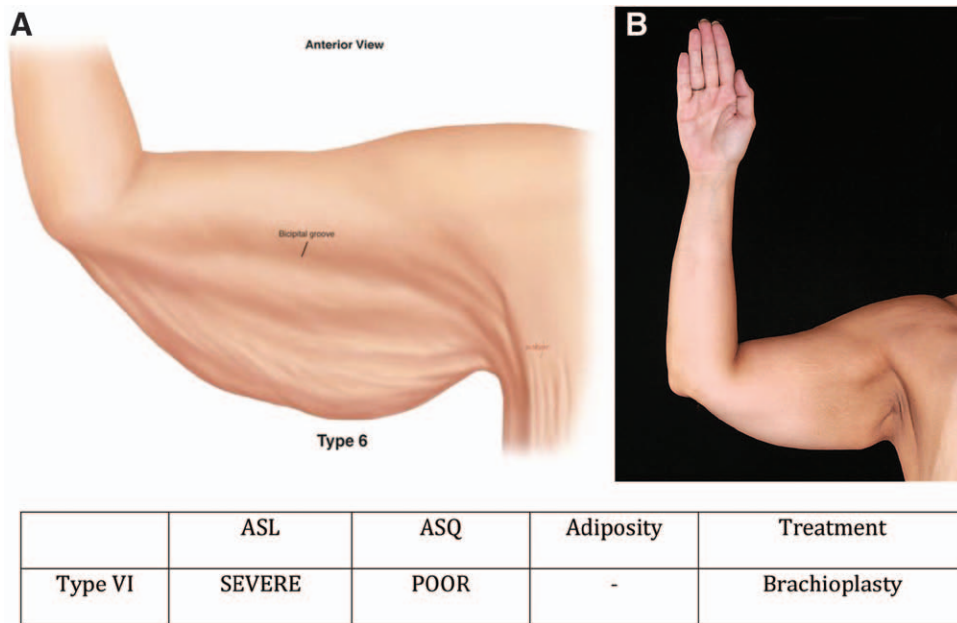 A
Anterior View
B
Bicipital groove
Type 6
ASL ASQ Adiposity Treatment
Type VI SEVERE POOR - Brachioplasty